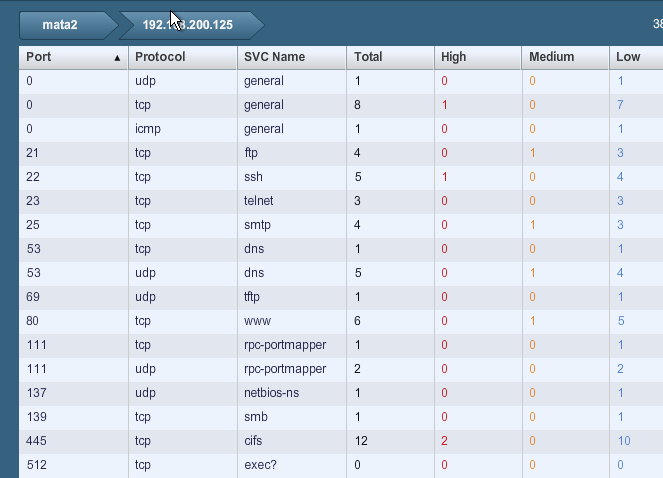 mata2 200.125 38
Port Protocol SVC Name Total High Medium Low
0 udp general 1 0 0 1
0 tcp general 8 1 0 7
0 icmp general 1 0 0 1
21 tcp ftp 4 0 1 3
22 tcp ssh 5 1 0 4
23 tcp telnet 3 0 0 3
25 tcp smtp 4 0 1 3
53 tcp dns 1 0 0 1
53 udp dns 5 0 1 4
69 udp tftp 1 0 0 1
80 tcp www 6 0 1 5
111 tcp rpc-portmapper 1 0 0 1
111 udp rpc-portmapper 2 0 0 2
137 udp netbios-ns 1 0 0 1
139 tcp smb 1 0 0 1
445 tcp cifs 12 2 0 10
512 tcp exec? 0 0 0 0